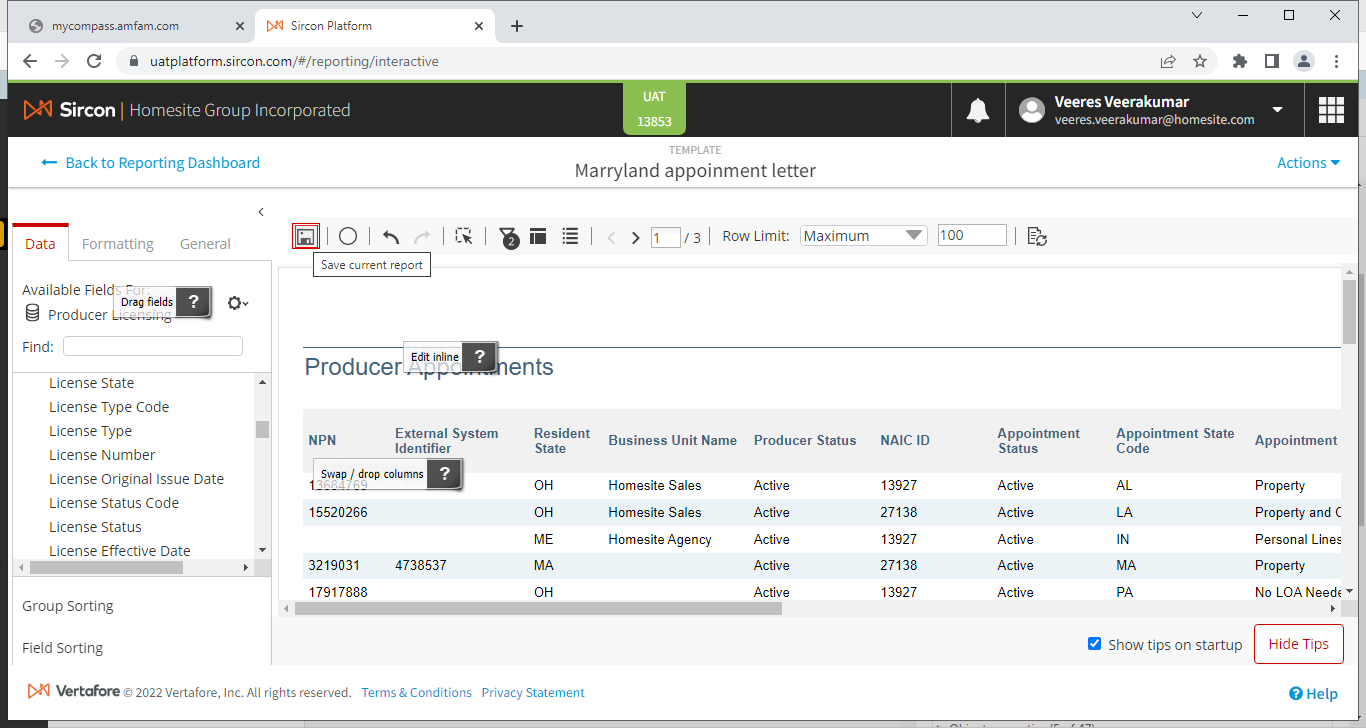 mycompass.amfam.com
Sircon Platform
uatplatform.sircon.com/#/reporting/interactive
Sircon | Homesite Group Incorporated
UAT
13853
Veeres Veerakumar
veeres.veerakumar@homesite.com
Back to Reporting Dashboard
TEMPLATE
Marryland appoinment letter
Actions
Data
Formatting
General
2
1 / 3
Row Limit:
Maximum
100
Save current report
Available Fields For:
Drag fields ?
Producer Licensing
Find:
License State
License Type Code
License Type
License Number
License Original Issue Date
License Status Code
License Status
License Effective Date
Group Sorting
Field Sorting
Edit inline ?
Producer Appointments
NPN External System Identifier Resident State Business Unit Name Producer Status NAIC ID Appointment Status Appointment State Code Appointment
Swap / drop columns ?
13684769 OH Homesite Sales Active 13927 Active AL Property
15520266 OH Homesite Sales Active 27138 Active LA Property and C
ME Homesite Agency Active 13927 Active IN Personal Lines
3219031 4738537 MA Active 27138 Active MA Property
17917888 OH Active 13927 Active PA No LOA Neede
Show tips on startup
Hide Tips
Vertafore © 2022 Vertafore, Inc. All rights reserved. Terms & Conditions Privacy Statement
? Help